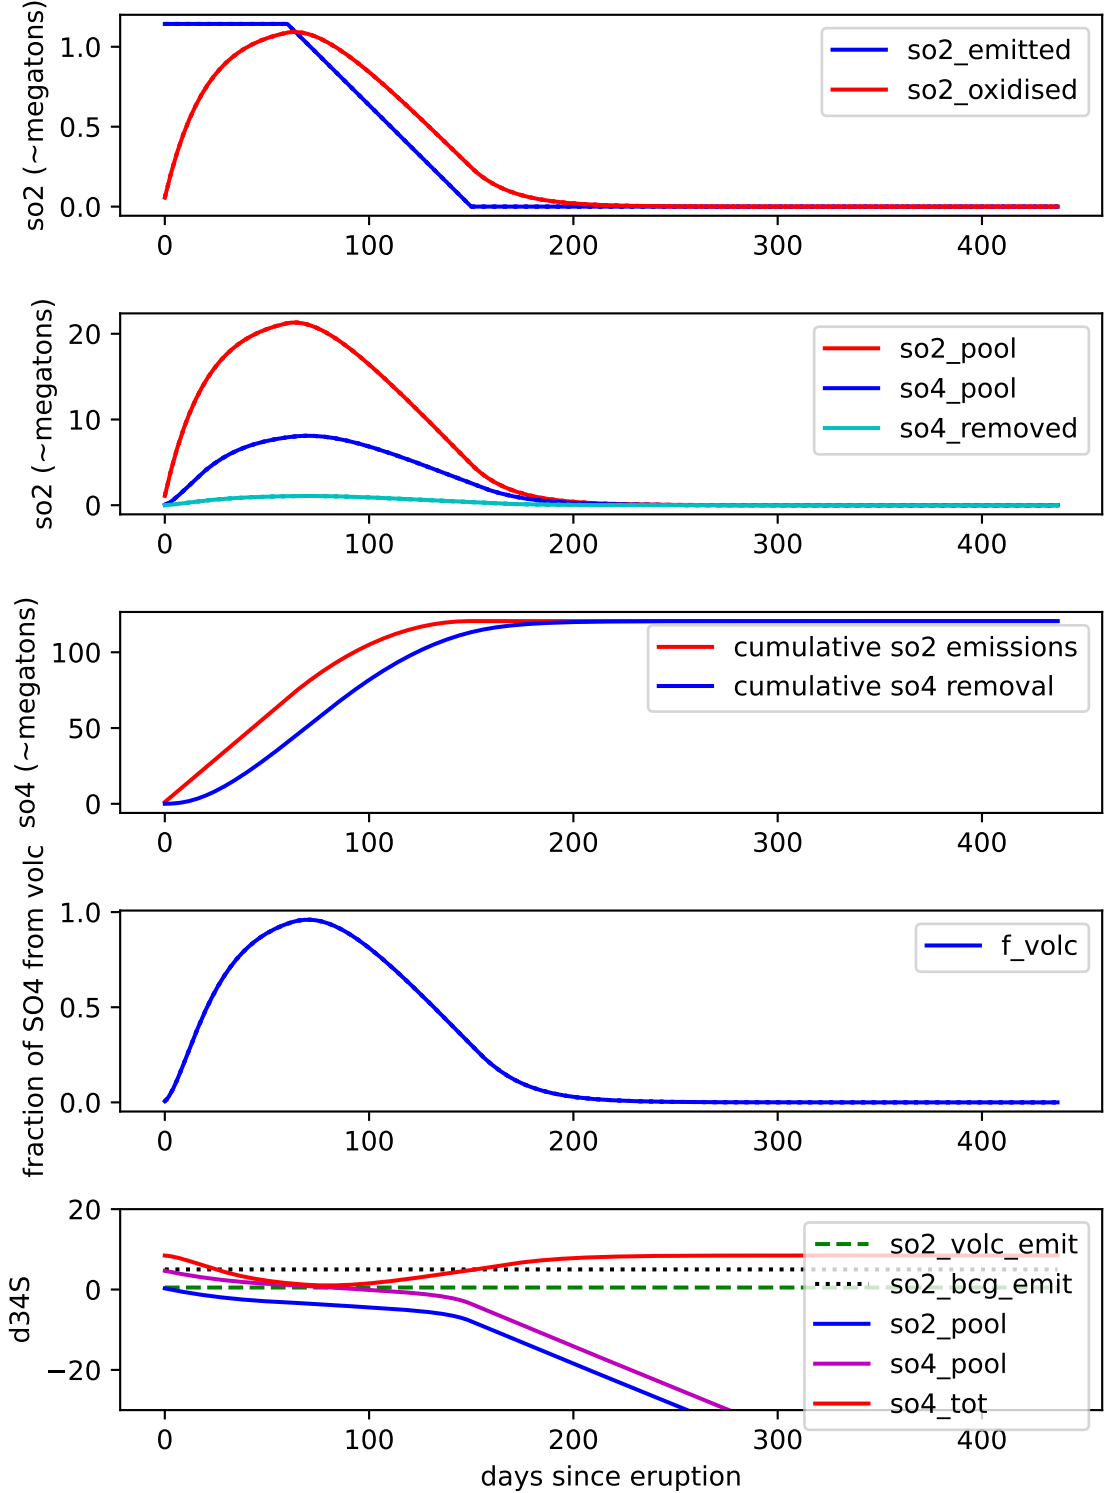 so2 (~megatons)
1.0
0.5
0.0
so2_emitted
so2_oxidised
0 100 200 300 400
so2 (~megatons)
20
10
0
so2_pool
so4_pool
so4_removed
0 100 200 300 400
so4 (~megatons)
100
50
0
cumulative so2 emissions
cumulative so4 removal
0 100 200 300 400
fraction of SO4 from volc
1.0
0.5
0.0
f_volc
0 100 200 300 400
d34S
20
0
−20
so2_volc_emit
so2_bcg_emit
so2_pool
so4_pool
so4_tot
0 100 200 300 400
days since eruption